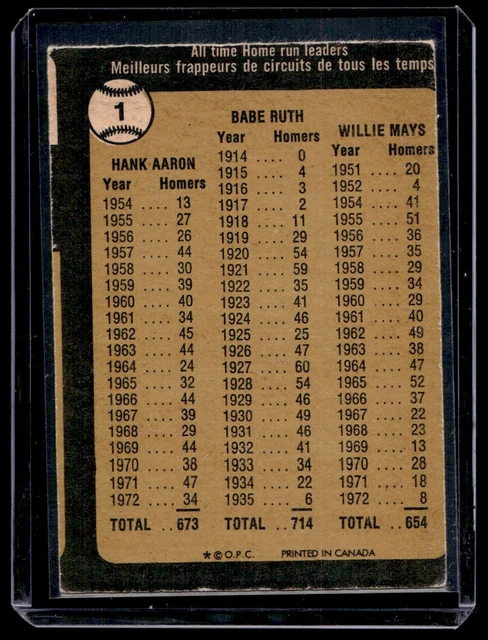 All time Home run leaders
Meilleurs frappeurs de circuits de tous les temps
1
HANK AARON
Year Homers
1954 .... 13
1955 .... 27
1956 .... 26
1957 .... 44
1958 .... 30
1959 .... 39
1960 .... 40
1961 .... 34
1962 .... 45
1963 .... 44
1964 .... 24
1965 .... 32
1966 .... 44
1967 .... 39
1968 .... 29
1969 .... 44
1970 .... 38
1971 .... 47
1972 .... 34
TOTAL .. 673
BABE RUTH
Year Homers
1914 .... 0
1915 .... 4
1916 .... 3
1917 .... 2
1918 .... 11
1919 .... 29
1920 .... 54
1921 .... 59
1922 .... 35
1923 .... 41
1924 .... 46
1925 .... 25
1926 .... 47
1927 .... 60
1928 .... 54
1929 .... 46
1930 .... 49
1931 .... 46
1932 .... 41
1933 .... 34
1934 .... 22
1935 .... 6
TOTAL .. 714
WILLIE MAYS
Year Homers
1951 .... 20
1952 .... 4
1954 .... 41
1955 .... 51
1956 .... 36
1957 .... 35
1958 .... 29
1959 .... 34
1960 .... 29
1961 .... 40
1962 .... 49
1963 .... 38
1964 .... 47
1965 .... 52
1966 .... 37
1967 .... 22
1968 .... 23
1969 .... 13
1970 .... 28
1971 .... 18
1972 .... 8
TOTAL .. 654
★ © O.P.C. PRINTED IN CANADA